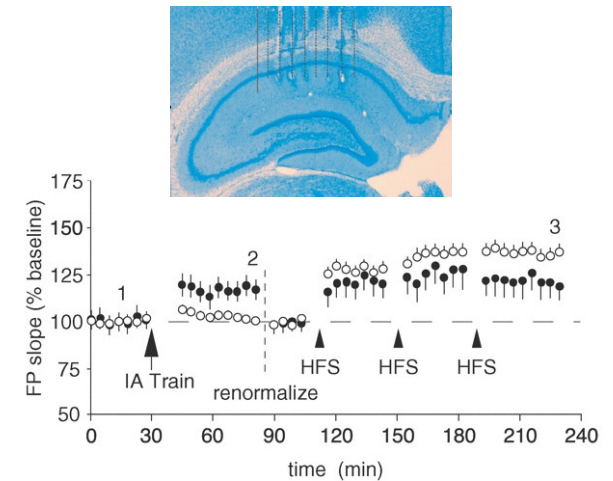 175
150
125
100
75
50
FP slope (% baseline)
1
2
3
IA Train
renormalize
HFS
HFS
HFS
0
30
60
90
120
150
180
210
240
time (min)